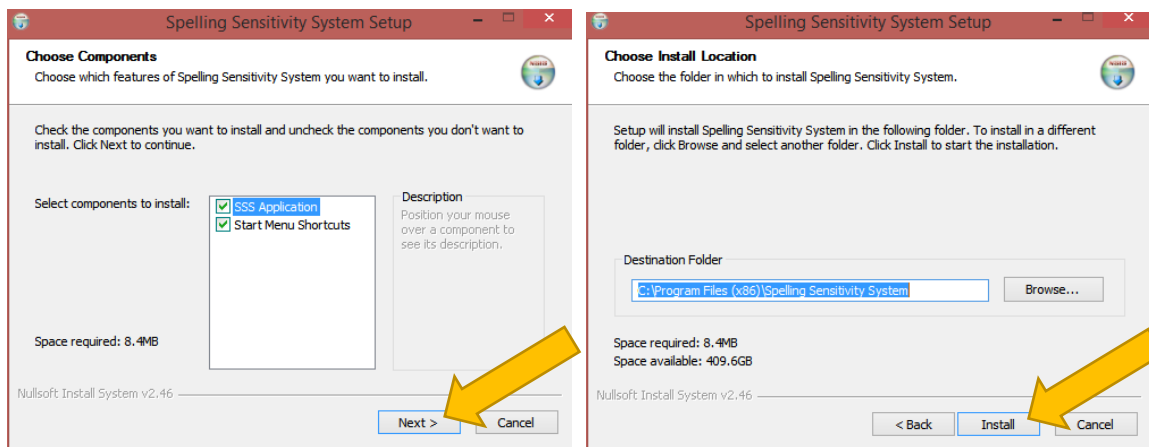 Spelling Sensitivity System Setup
Choose Components
Choose which features of Spelling Sensitivity System you want to install.
Check the components you want to install and uncheck the components you don't want to
install. Click Next to continue.
Select components to install:
SSS Application
Start Menu Shortcuts
Description
Position your mouse
over a component to
see its description.
Space required: 8.4MB
Nullsoft Install System v2.46
Next >
Cancel
Spelling Sensitivity System Setup
Choose Install Location
Choose the folder in which to install Spelling Sensitivity System.
Setup will install Spelling Sensitivity System in the following folder. To install in a different
folder, click Browse and select another folder. Click Install to start the installation.
Destination Folder
C:\Program Files (x86)\Spelling Sensitivity System
Browse...
Space required: 8.4MB
Space available: 409.6GB
Nullsoft Install System v2.46
< Back
Install
Cancel